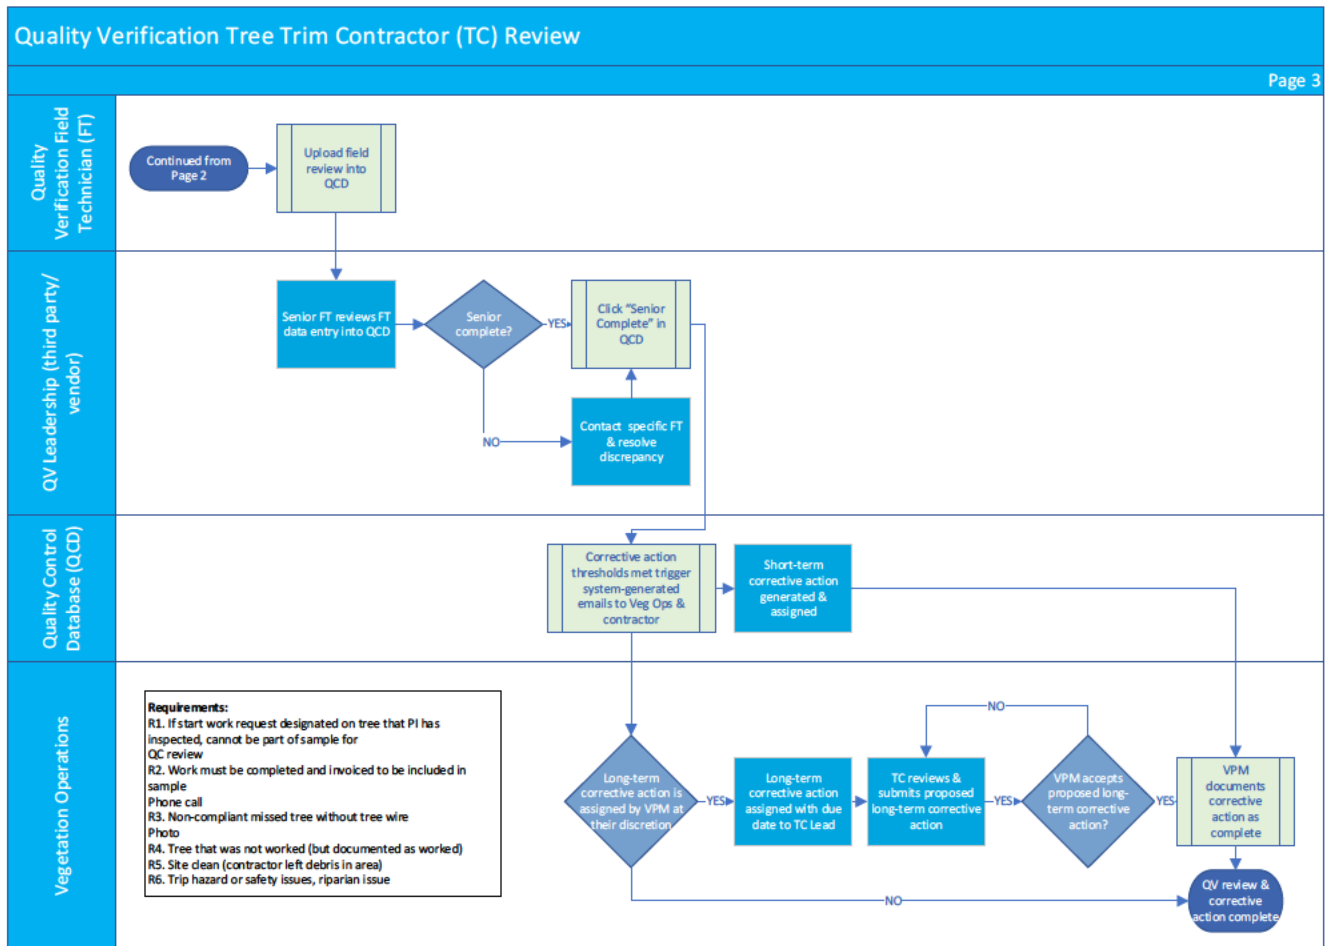 Quality Verification Tree Trim Contractor (TC) Review
Page 3
Quality
Verification Field
Technician (FT)
Continued from
Page 2
Upload field
review into
QCD
QV Leadership (third party/
vendor)
Senior FT reviews FT
data entry into QCD
Senior
complete?
YES
Click “Senior
Complete” in
QCD
NO
Contact specific FT
& resolve
discrepancy
Quality Control
Database (QCD)
Corrective action
thresholds met trigger
system-generated
emails to Veg Ops &
contractor
Short-term
corrective action
generated &
assigned
Vegetation Operations
Requirements:
R1. If start work request designated on tree that PI has
inspected, cannot be part of sample for
QC review
R2. Work must be completed and invoiced to be included in
sample
Phone call
R3. Non-compliant missed tree without tree wire
Photo
R4. Tree that was not worked (but documented as worked)
R5. Site clean (contractor left debris in area)
R6. Trip hazard or safety issues, riparian issue
Long-term
corrective action is
assigned by VPM at
their discretion
YES
Long-term
corrective action
assigned with due
date to TC Lead
TC reviews &
submits proposed
long-term corrective
action
YES
NO
VPM accepts
proposed long-
term corrective
action?
YES
VPM
documents
corrective
action as
complete
NO
QV review &
corrective
action complete